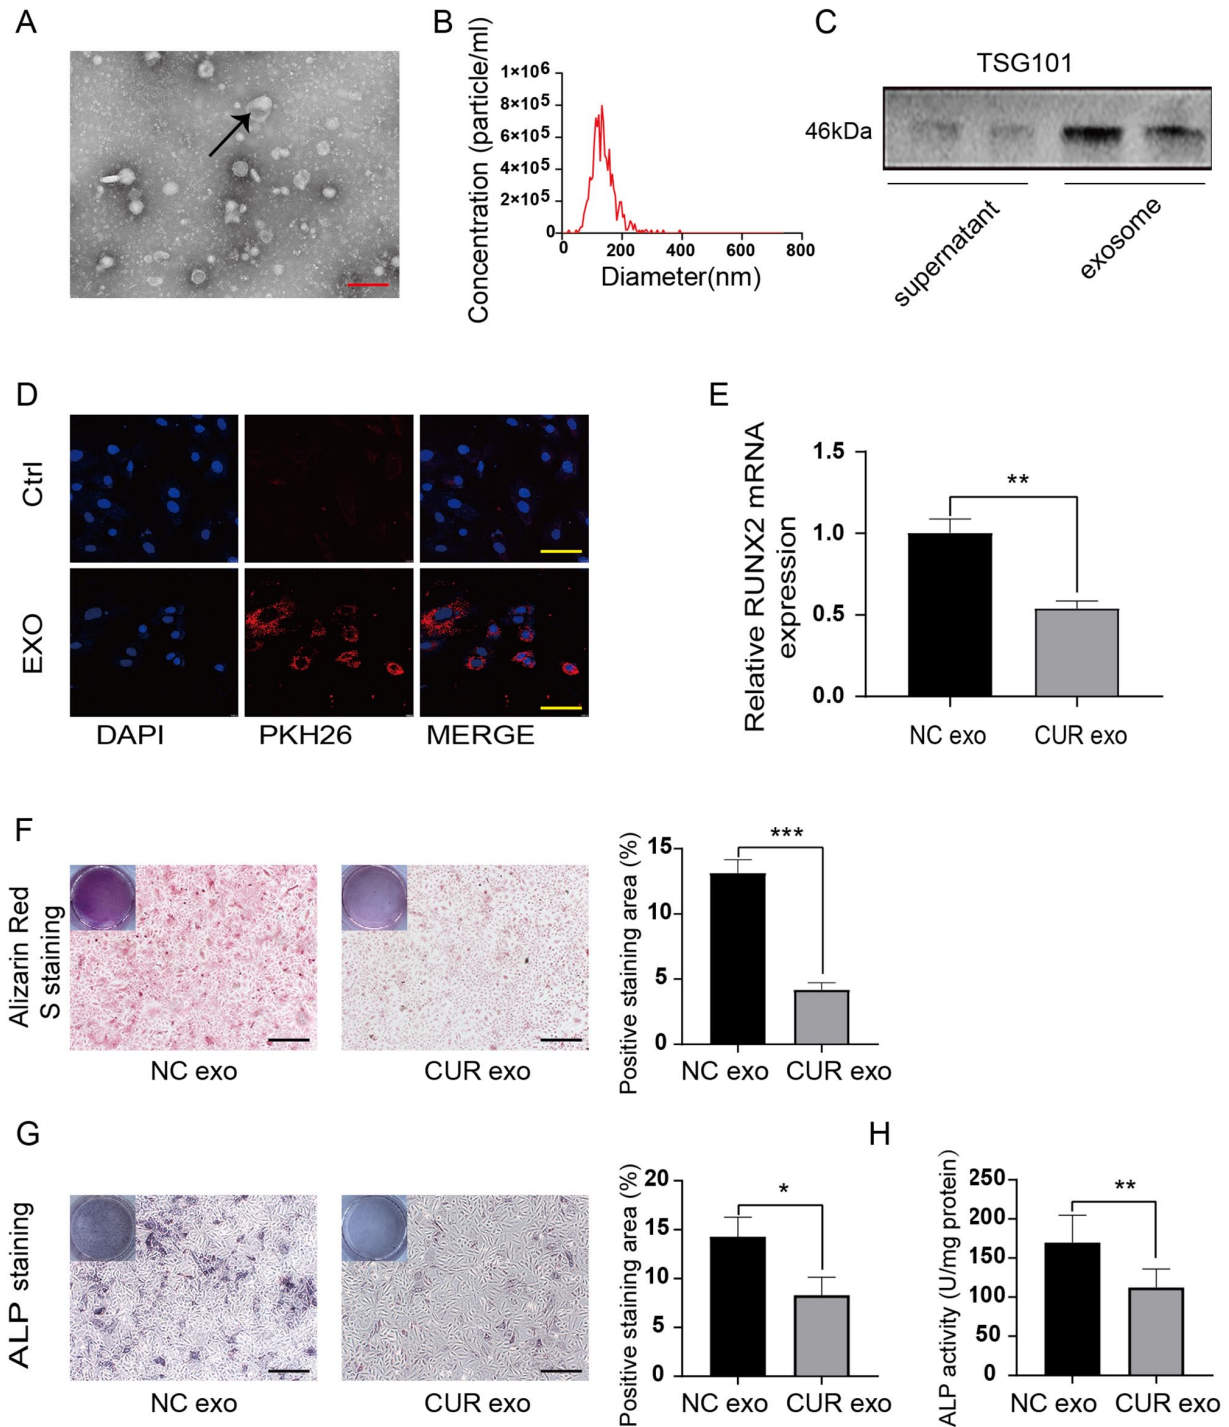 A
B
Concentration (particle/ml)
1×10⁶
8×10⁵
6×10⁵
4×10⁵
2×10⁵
0
0
200
400
600
800
Diameter(nm)
C
TSG101
46kDa
supernatant
exosome
D
Ctrl
EXO
DAPI
PKH26
MERGE
E
Relative RUNX2 mRNA
expression
1.5
1.0
0.5
0.0
**
NC exo
CUR exo
F
Alizarin Red
S staining
NC exo
CUR exo
Positive staining area (%)
15
10
5
0
***
NC exo
CUR exo
G
ALP staining
NC exo
CUR exo
Positive staining area (%)
20
15
10
5
0
*
NC exo
CUR exo
H
ALP activity (U/mg protein)
250
200
150
100
50
0
**
NC exo
CUR exo